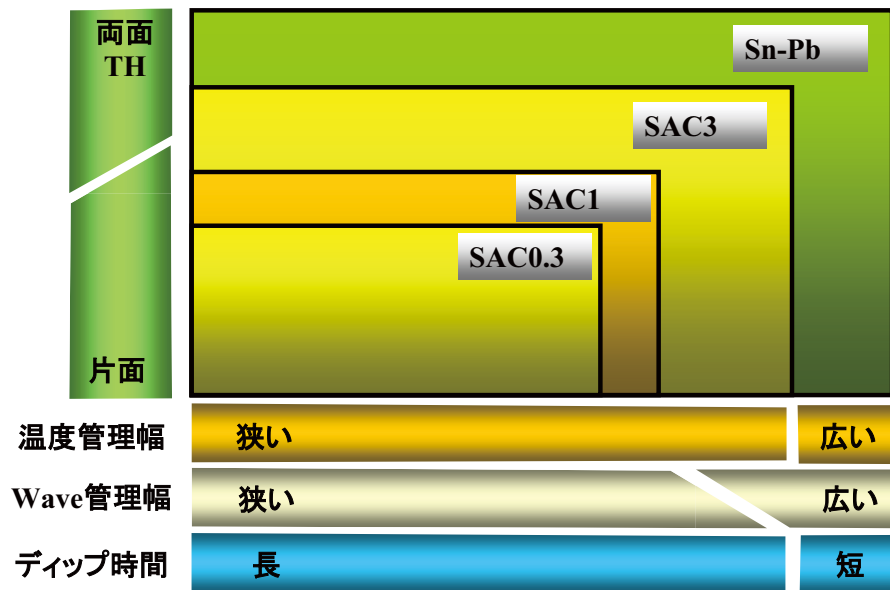 両面
TH
Sn-Pb
SAC3
SAC1
SAC0.3
片面
温度管理幅 狭い 広い
Wave管理幅 狭い 広い
ディップ時間 長 短